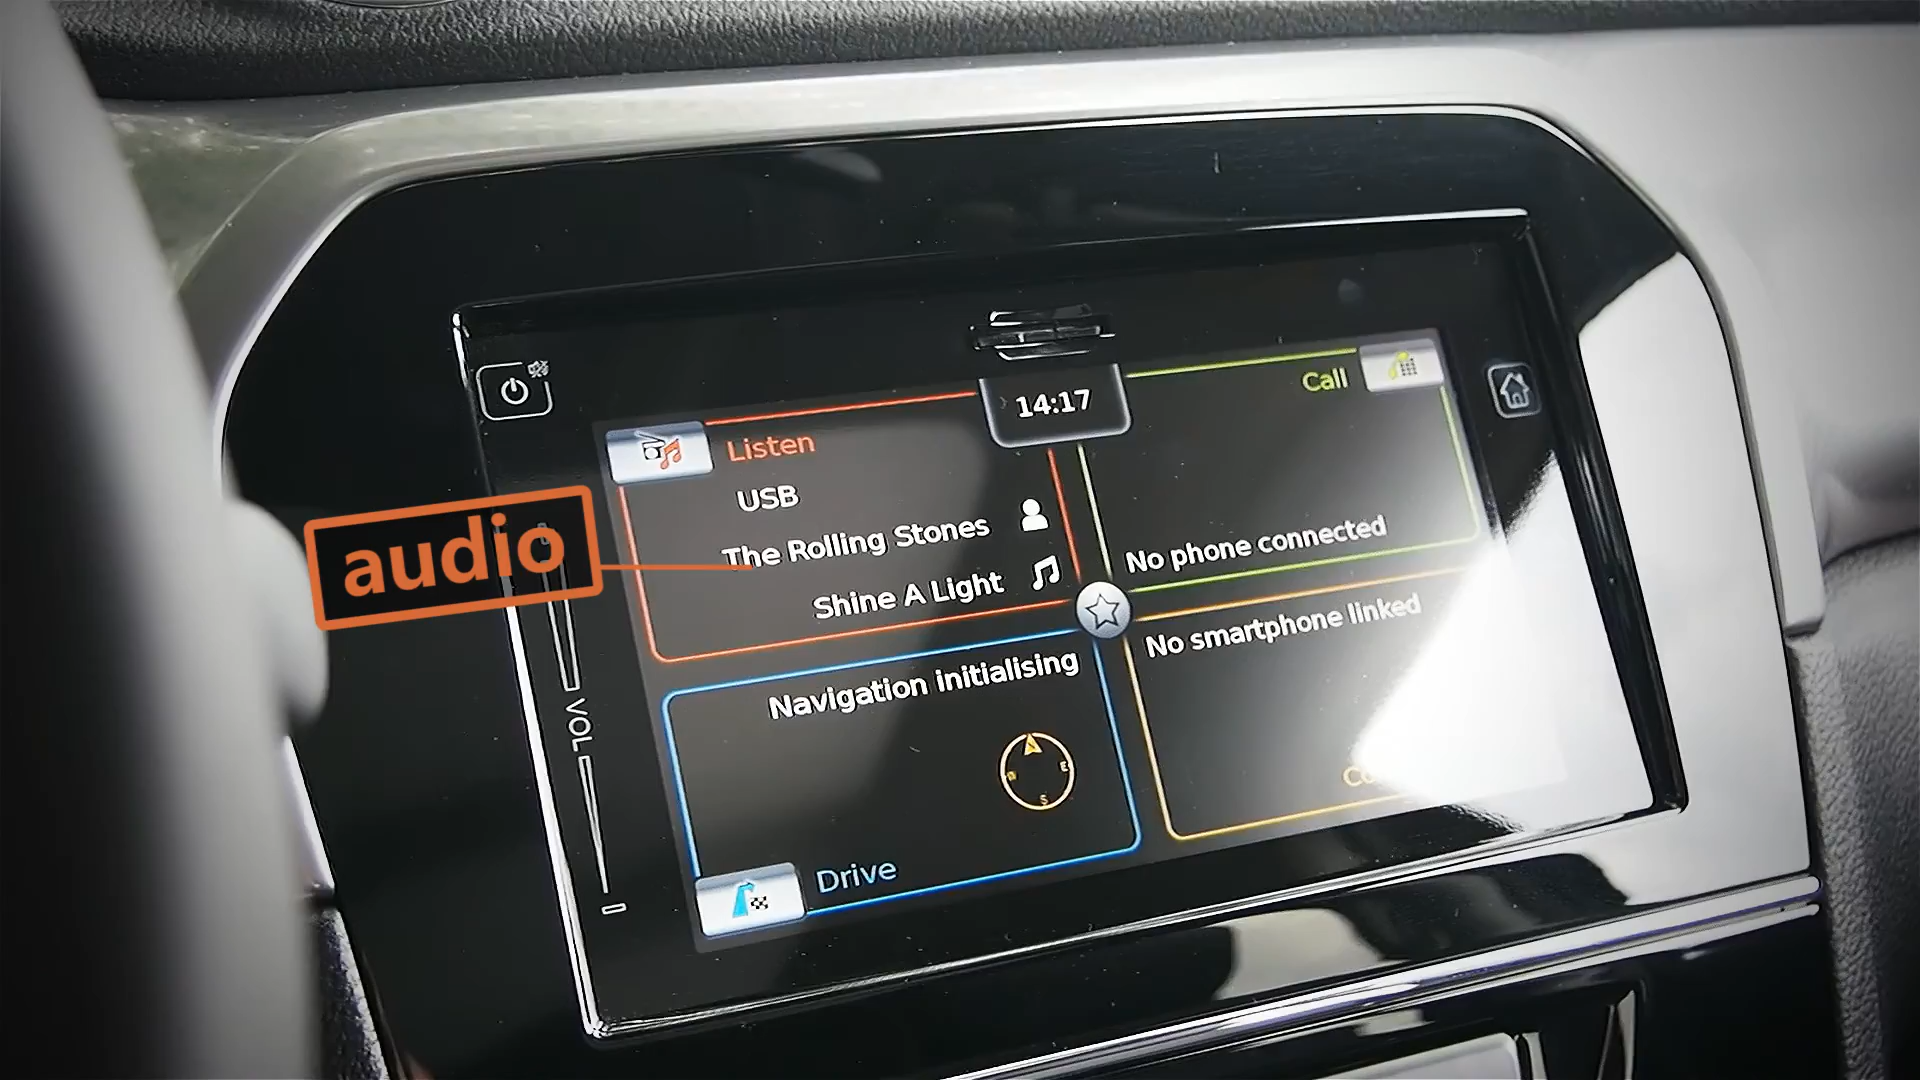 14:17
Call
Listen
USB
The Rolling Stones
Shine A Light
audio
No phone connected
No smartphone linked
Navigation initialising
N
W
E
S
VOL
Drive